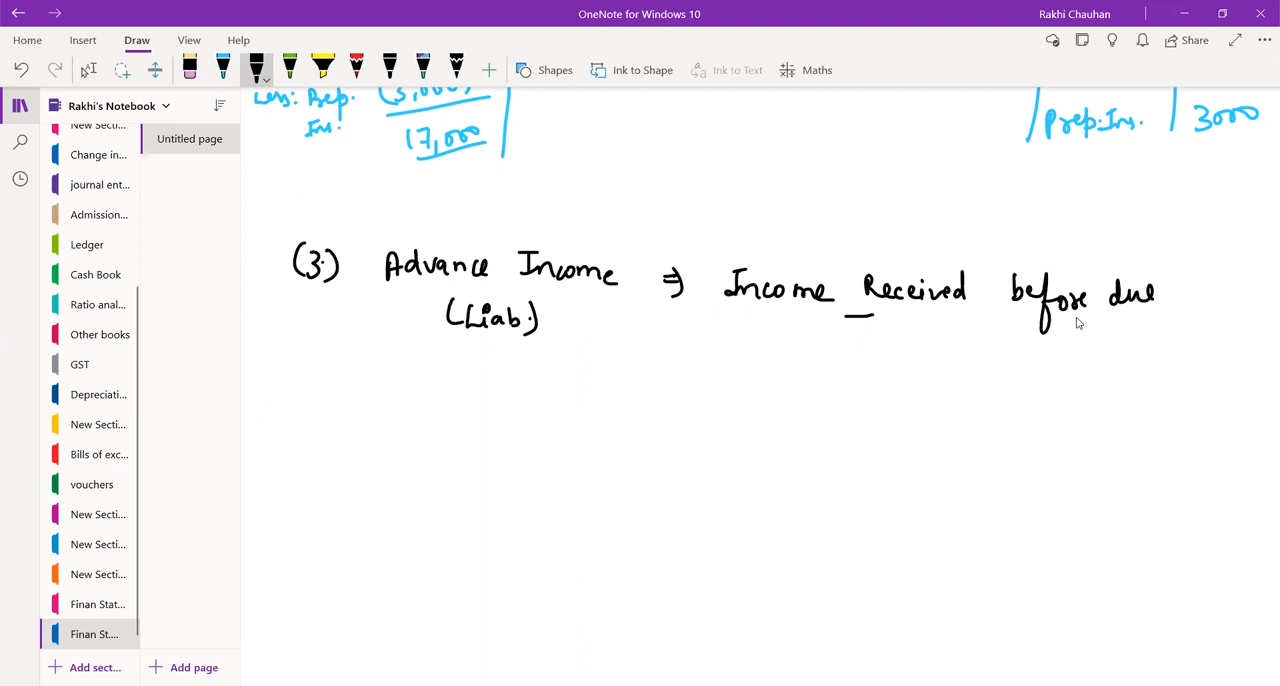 OneNote for Windows 10
Rakhi Chauhan
Home
Insert
Draw
View
Help
Share
Shapes
Ink to Shape
Ink to Text
Maths
Rakhi's Notebook
New Secti...
Change in...
journal ent...
Admission...
Ledger
Cash Book
Ratio anal...
Other books
GST
Depreciati...
New Secti...
Bills of exc...
vouchers
New Secti...
New Secti...
New Secti...
Finan Stat...
Finan St....
Add sect...
Untitled page
Add page
Less: Prep. (3,000)
Ins.
17,000
Prep. Ins. 3000
(3.) Advance Income ⇒ Income Received before due
(Liab.)